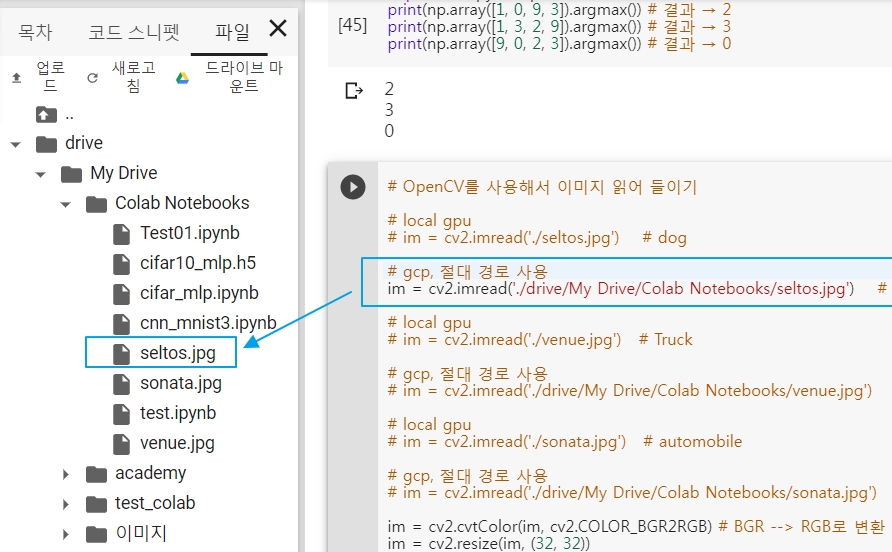 목차
코드 스니펫
파일
업로
드
새로고
침
드라이브 마
운트
..
drive
My Drive
Colab Notebooks
Test01.ipynb
cifar10_mlp.h5
cifar_mlp.ipynb
cnn_mnist3.ipynb
seltos.jpg
sonata.jpg
test.ipynb
venue.jpg
academy
test_colab
이미지
[45]
print(np.array([1, 0, 9, 3]).argmax()) # 결과 → 2
print(np.array([1, 3, 2, 9]).argmax()) # 결과 → 3
print(np.array([9, 0, 2, 3]).argmax()) # 결과 → 0
2
3
0
# OpenCV를 사용해서 이미지 읽어 들이기
# local gpu
# im = cv2.imread('./seltos.jpg') # dog
# gcp, 절대 경로 사용
im = cv2.imread('./drive/My Drive/Colab Notebooks/seltos.jpg') #
# local gpu
# im = cv2.imread('./venue.jpg') # Truck
# gcp, 절대 경로 사용
# im = cv2.imread('./drive/My Drive/Colab Notebooks/venue.jpg')
# local gpu
# im = cv2.imread('./sonata.jpg') # automobile
# gcp, 절대 경로 사용
# im = cv2.imread('./drive/My Drive/Colab Notebooks/sonata.jpg')
im = cv2.cvtColor(im, cv2.COLOR_BGR2RGB) # BGR --> RGB로 변환
im = cv2.resize(im, (32, 32))